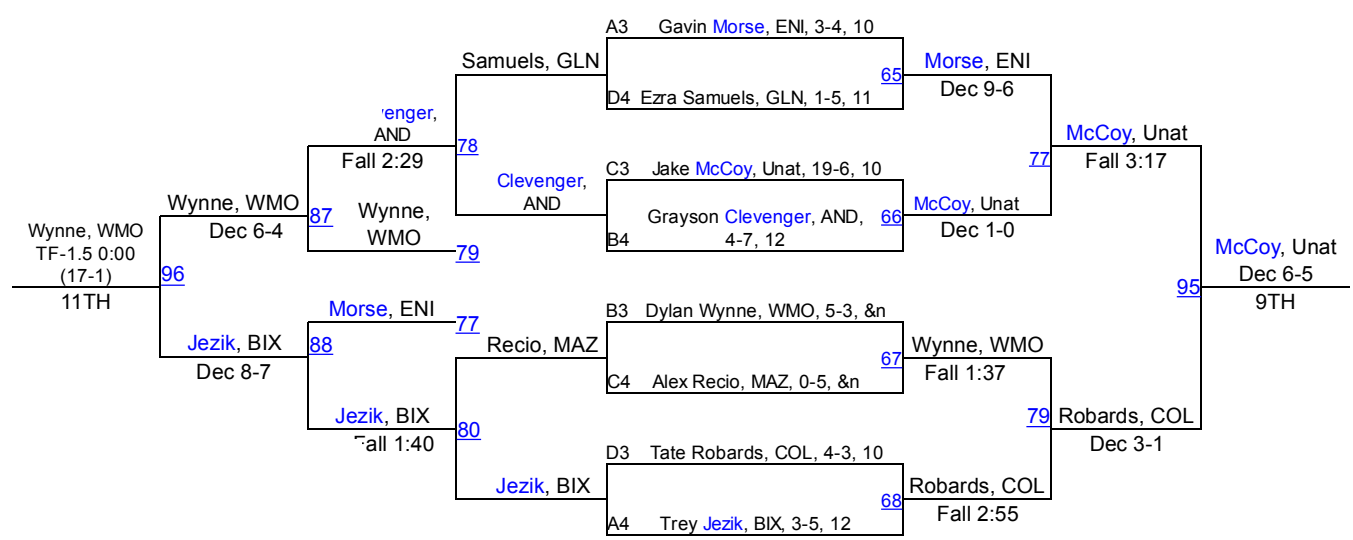 A3 Gavin Morse, ENI, 3-4, 10
Samuels, GLN
65
Morse, ENI
D4 Ezra Samuels, GLN, 1-5, 11
Dec 9-6
venger,
AND
Fall 2:29
78
77
McCoy, Unat
Fall 3:17
C3 Jake McCoy, Unat, 19-6, 10
Clevenger,
AND
Wynne, WMO
Dec 6-4
87
Wynne,
WMO
79
Grayson Clevenger, AND,
4-7, 12
B4
66
McCoy, Unat
Dec 1-0
Wynne, WMO
TF-1.5 0:00
(17-1)
11TH
96
McCoy, Unat
Dec 6-5
9TH
95
Morse, ENI
77
B3 Dylan Wynne, WMO, 5-3, &n
Jezik, BIX
Dec 8-7
88
Recio, MAZ
67
Wynne, WMO
Fall 1:37
C4 Alex Recio, MAZ, 0-5, &n
Jezik, BIX
Fall 1:40
80
79
Robards, COL
Dec 3-1
D3 Tate Robards, COL, 4-3, 10
Jezik, BIX
68
Robards, COL
Fall 2:55
A4 Trey Jezik, BIX, 3-5, 12